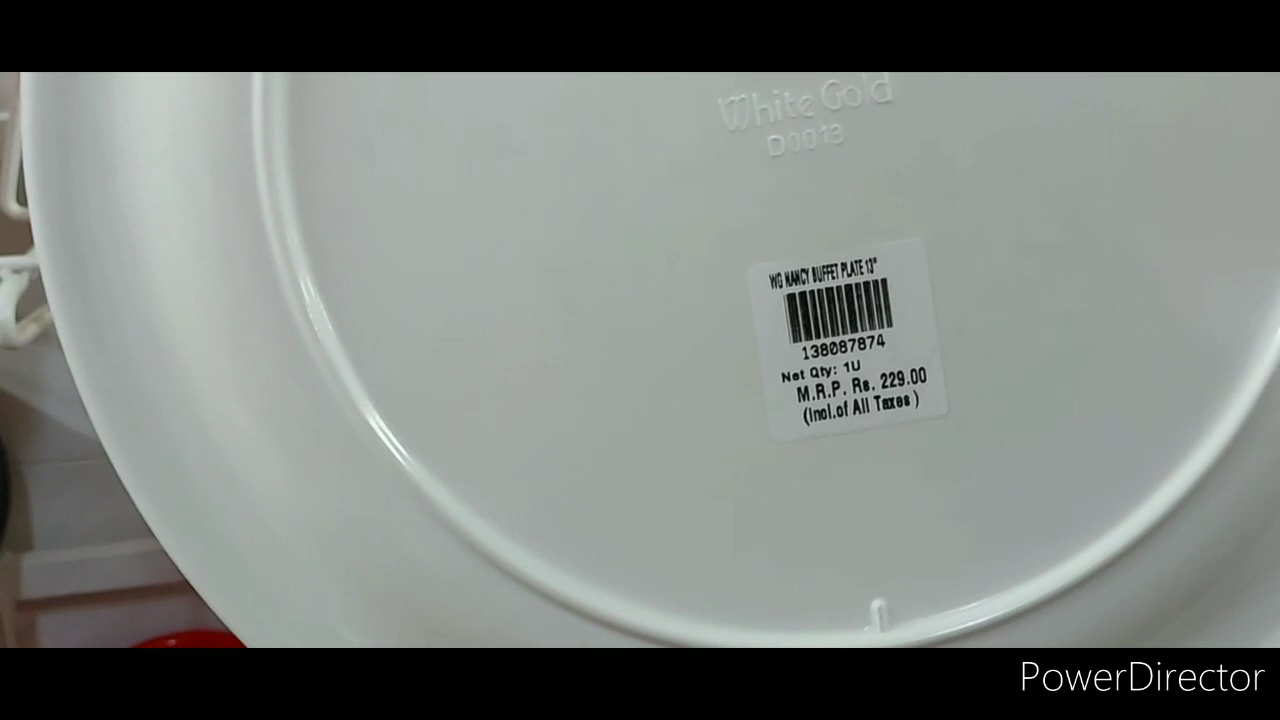 White Gold
D0013
WG NANCY BUFFET PLATE 13"
138087874
Net Qty: 1U
M.R.P. Rs. 229.00
(Incl.of All Taxes)
PowerDirector